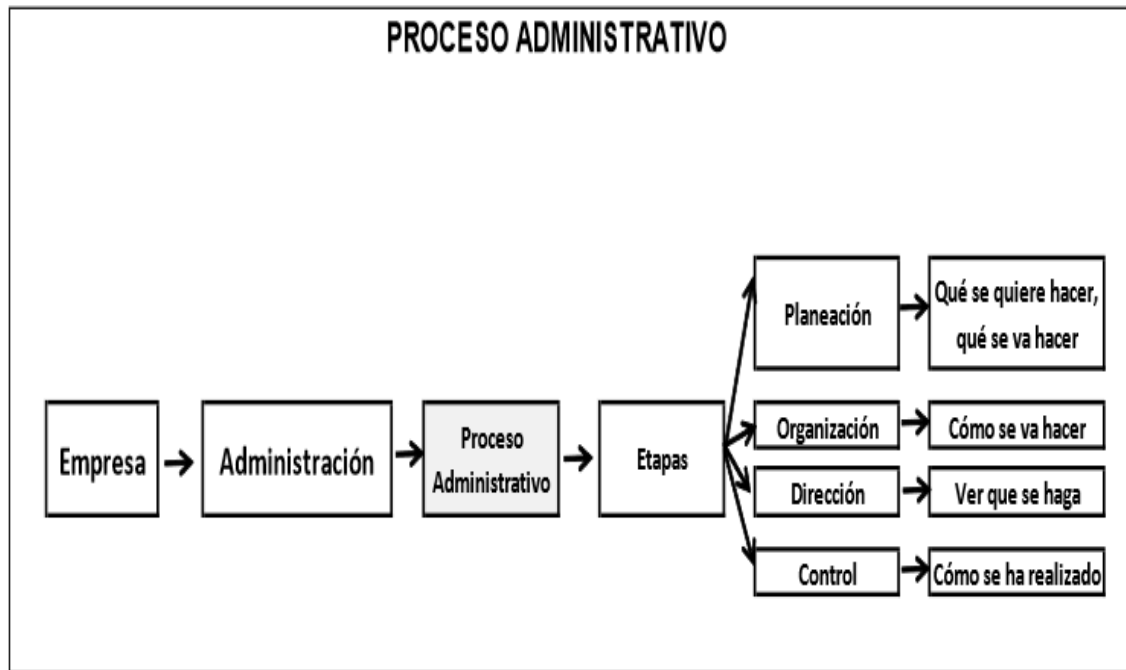 PROCESO ADMINISTRATIVO
Empresa
Administración
Proceso
Administrativo
Etapas
Planeación
Qué se quiere hacer,
qué se va hacer
Organización
Cómo se va hacer
Dirección
Ver que se haga
Control
Cómo se ha realizado